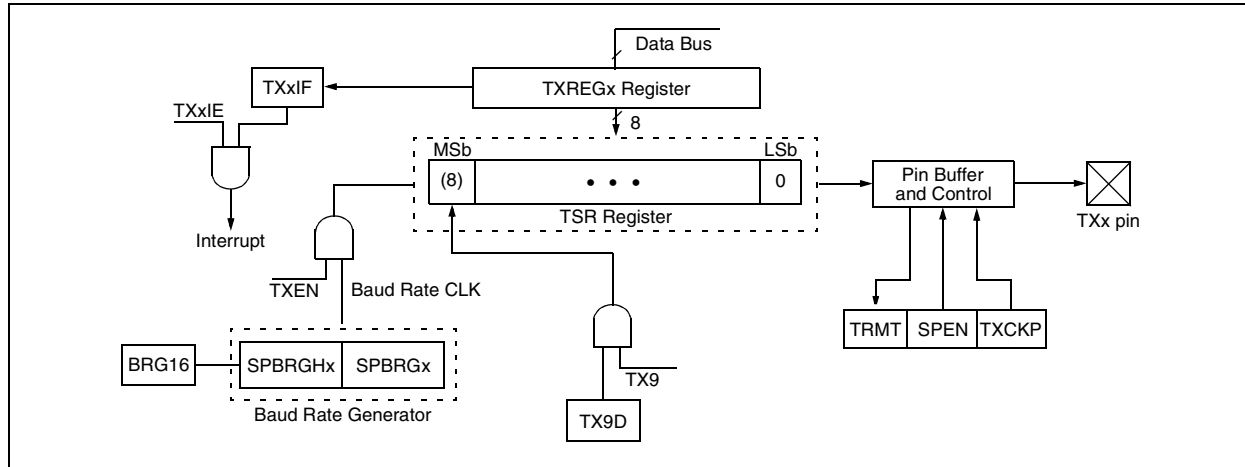 Data Bus
TXREGx Register
TXxIF
TXxIE
8
MSb
LSb
(8)
• • •
0
TSR Register
Pin Buffer
and Control
TXx pin
Interrupt
TXEN
Baud Rate CLK
TRMT
SPEN
TXCKP
BRG16
SPBRGHx
SPBRGx
TX9
Baud Rate Generator
TX9D